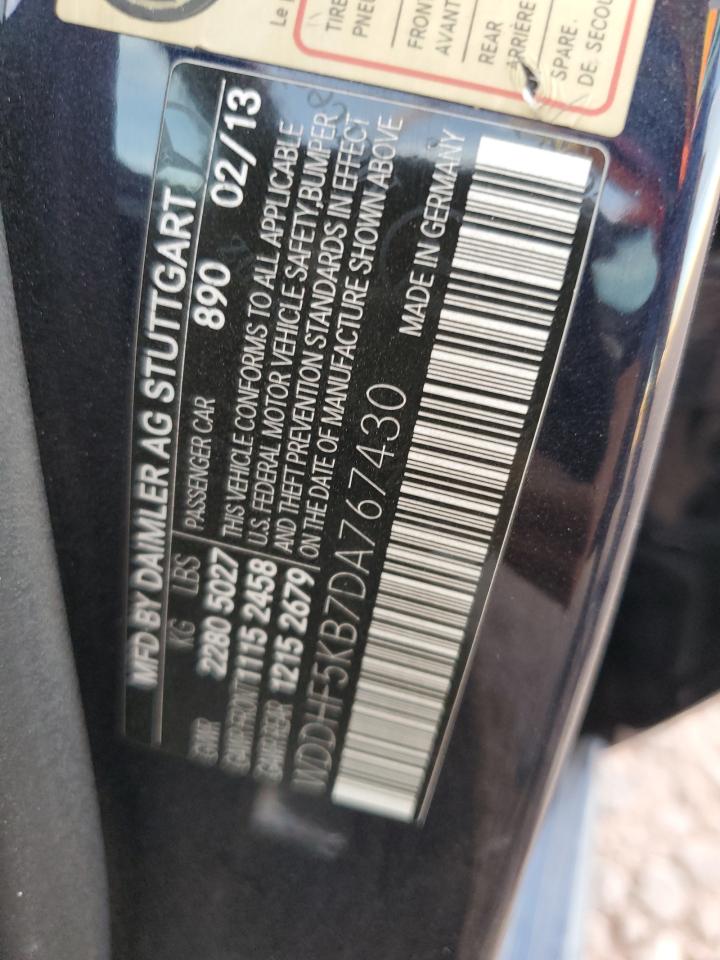 Le
TIRE
PNEU
FRONT
AVANT
REAR
ARRIÈRE
SPARE
DE SECOU
MFD BY DAIMLER AG STUTTGART
KG LBS PASSENGER CAR 890 02/13
GVWR 2280 5027 THIS VEHICLE CONFORMS TO ALL APPLICABLE
GAWR FRONT 1115 2458 U.S. FEDERAL MOTOR VEHICLE SAFETY, BUMPER,
GAWR REAR 1215 2679 AND THEFT PREVENTION STANDARDS IN EFFECT
ON THE DATE OF MANUFACTURE SHOWN ABOVE
WDDHF5KB7DA767430 MADE IN GERMANY